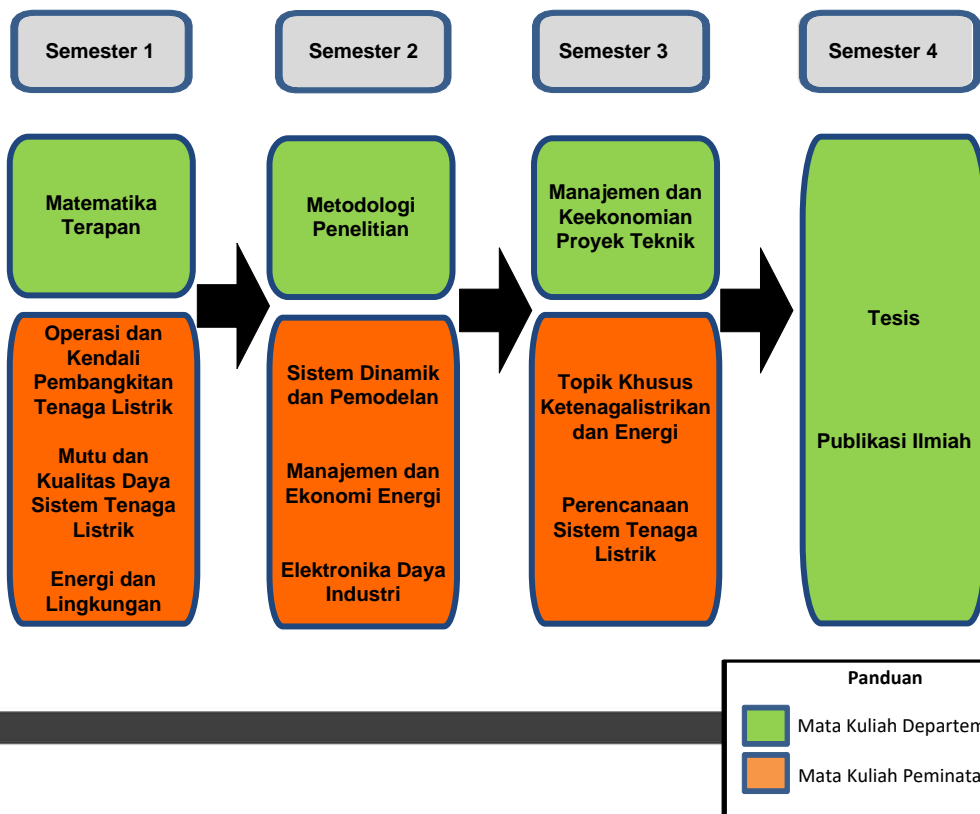 Semester 1
Semester 2
Semester 3
Semester 4
Matematika
Terapan
Metodologi
Penelitian
Manajemen dan
Keekonomian
Proyek Teknik
Operasi dan
Kendali
Pembangkitan
Tenaga Listrik
Mutu dan
Kualitas Daya
Sistem Tenaga
Listrik
Energi dan
Lingkungan
Sistem Dinamik
dan Pemodelan
Manajemen dan
Ekonomi Energi
Elektronika Daya
Industri
Topik Khusus
Ketenagalistrikan
dan Energi
Perencanaan
Sistem Tenaga
Listrik
Tesis
Publikasi Ilmiah
Panduan
Mata Kuliah Departem
Mata Kuliah Peminata